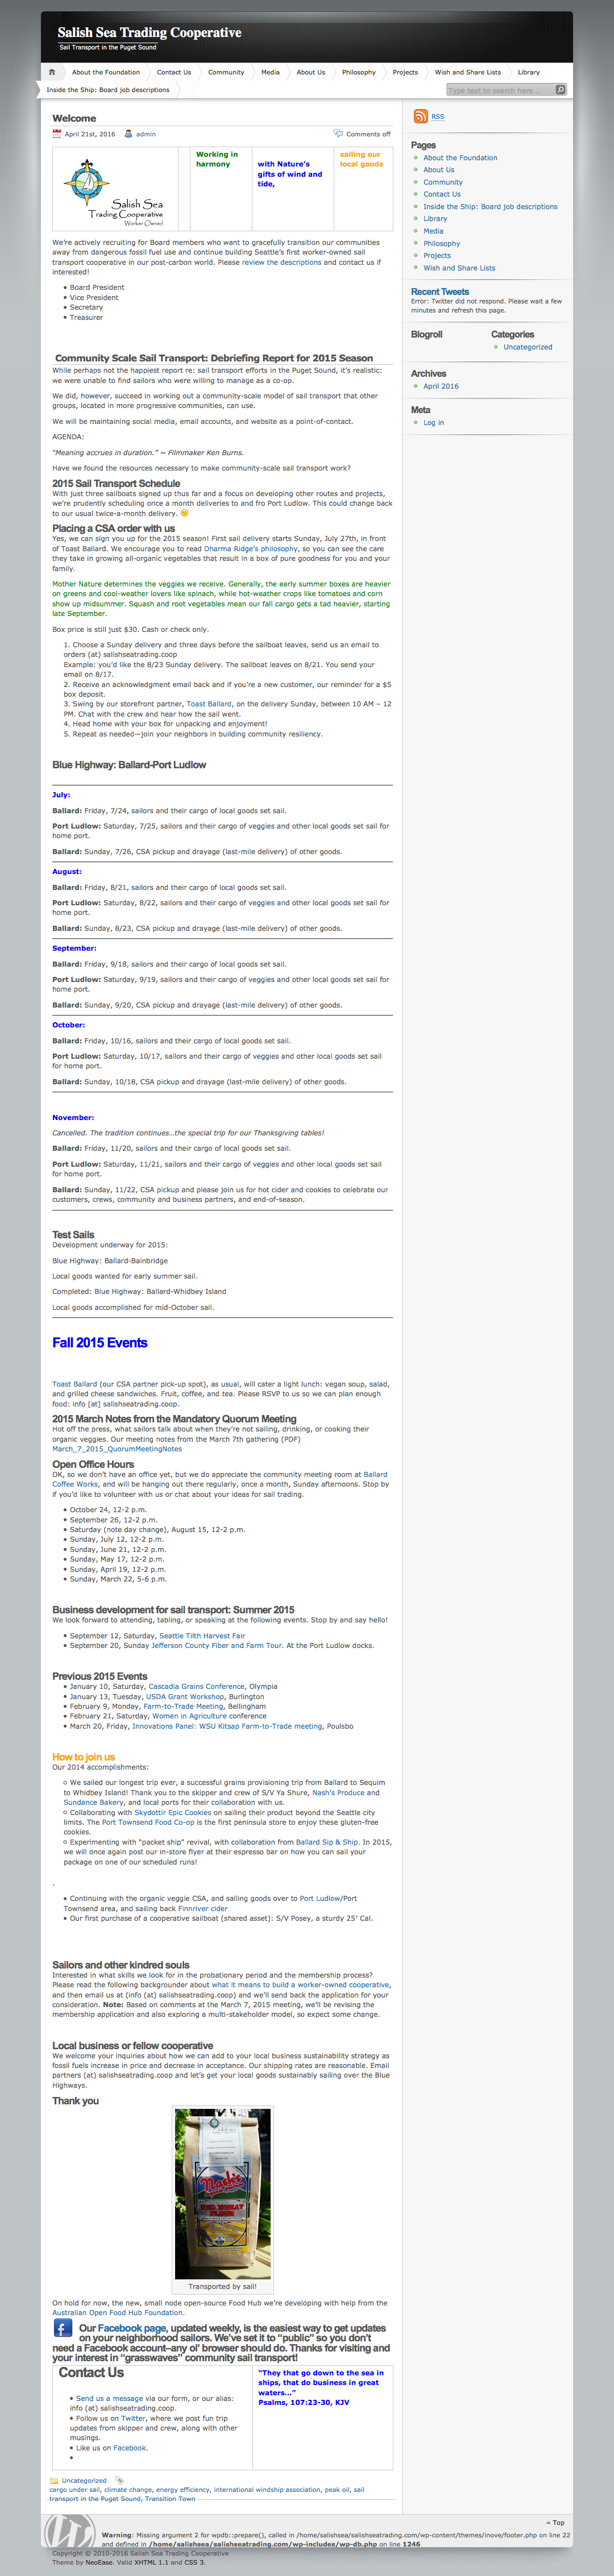 Salish Sea Trading Cooperative
Sail Transport in the Puget Sound
About the Foundation
Contact Us
Community
Media
About Us
Philosophy
Projects
Wish and Share Lists
Library
Inside the Ship: Board job descriptions
Type text to search here...
Welcome
April 21st, 2016
admin
Comments off
Salish Sea
Trading Cooperative
Worker Owned
Working in
harmony
with Nature's
gifts of wind and
tide,
sailing our
local goods
We're actively recruiting for Board members who want to gracefully transition our communities
away from dangerous fossil fuel use and continue building Seattle's first worker-owned sail
transport cooperative in our post-carbon world. Please review the descriptions and contact us if
interested!
• Board President
• Vice President
• Secretary
• Treasurer
Community Scale Sail Transport: Debriefing Report for 2015 Season
While perhaps not the happiest report re: sail transport efforts in the Puget Sound, it's realistic:
we were unable to find sailors who were willing to manage as a co-op.
We did, however, succeed in working out a community-scale model of sail transport that other
groups, located in more progressive communities, can use.
We will be maintaining social media, email accounts, and website as a point-of-contact.
AGENDA:
"Meaning accrues in duration." ~ Filmmaker Ken Burns.
Have we found the resources necessary to make community-scale sail transport work?
2015 Sail Transport Schedule
With just three sailboats signed up thus far and a focus on developing other routes and projects,
we're prudently scheduling once a month deliveries to and fro Port Ludlow. This could change back
to our usual twice-a-month delivery. 🙂
Placing a CSA order with us
Yes, we can sign you up for the 2015 season! First sail delivery starts Sunday, July 27th, in front
of Toast Ballard. We encourage you to read Dharma Ridge's philosophy, so you can see the care
they take in growing all-organic vegetables that result in a box of pure goodness for you and your
family.
Mother Nature determines the veggies we receive. Generally, the early summer boxes are heavier
on greens and cool-weather lovers like spinach, while hot-weather crops like tomatoes and corn
show up midsummer. Squash and root vegetables mean our fall cargo gets a tad heavier, starting
late September.
Box price is still just $30. Cash or check only.
1. Choose a Sunday delivery and three days before the sailboat leaves, send us an email to
orders (at) salishseatrading.coop
Example: you'd like the 8/23 Sunday delivery. The sailboat leaves on 8/21. You send your
email on 8/17.
2. Receive an acknowledgment email back and if you're a new customer, our reminder for a $5
box deposit.
3. Swing by our storefront partner, Toast Ballard, on the delivery Sunday, between 10 AM – 12
PM. Chat with the crew and hear how the sail went.
4. Head home with your box for unpacking and enjoyment!
5. Repeat as needed—join your neighbors in building community resiliency.
Blue Highway: Ballard-Port Ludlow
July:
Ballard: Friday, 7/24, sailors and their cargo of local goods set sail.
Port Ludlow: Saturday, 7/25, sailors and their cargo of veggies and other local goods set sail for
home port.
Ballard: Sunday, 7/26, CSA pickup and drayage (last-mile delivery) of other goods.
August:
Ballard: Friday, 8/21, sailors and their cargo of local goods set sail.
Port Ludlow: Saturday, 8/22, sailors and their cargo of veggies and other local goods set sail for
home port.
Ballard: Sunday, 8/23, CSA pickup and drayage (last-mile delivery) of other goods.
September:
Ballard: Friday, 9/18, sailors and their cargo of local goods set sail.
Port Ludlow: Saturday, 9/19, sailors and their cargo of veggies and other local goods set sail for
home port.
Ballard: Sunday, 9/20, CSA pickup and drayage (last-mile delivery) of other goods.
October:
Ballard: Friday, 10/16, sailors and their cargo of local goods set sail.
Port Ludlow: Saturday, 10/17, sailors and their cargo of veggies and other local goods set sail
for home port.
Ballard: Sunday, 10/18, CSA pickup and drayage (last-mile delivery) of other goods.
November:
Cancelled. The tradition continues...the special trip for our Thanksgiving tables!
Ballard: Friday, 11/20, sailors and their cargo of local goods set sail.
Port Ludlow: Saturday, 11/21, sailors and their cargo of veggies and other local goods set sail
for home port.
Ballard: Sunday, 11/22, CSA pickup and please join us for hot cider and cookies to celebrate our
customers, crews, community and business partners, and end-of-season.
Test Sails
Development underway for 2015:
Blue Highway: Ballard-Bainbridge
Local goods wanted for early summer sail.
Completed: Blue Highway: Ballard-Whidbey Island
Local goods accomplished for mid-October sail.
Fall 2015 Events
Toast Ballard (our CSA partner pick-up spot), as usual, will cater a light lunch: vegan soup, salad,
and grilled cheese sandwiches. Fruit, coffee, and tea. Please RSVP to us so we can plan enough
food: info [at] salishseatrading.coop.
2015 March Notes from the Mandatory Quorum Meeting
Hot off the press, what sailors talk about when they're not sailing, drinking, or cooking their
organic veggies. Our meeting notes from the March 7th gathering (PDF)
March_7_2015_QuorumMeetingNotes
Open Office Hours
OK, so we don't have an office yet, but we do appreciate the community meeting room at Ballard
Coffee Works, and will be hanging out there regularly, once a month, Sunday afternoons. Stop by
if you'd like to volunteer with us or chat about your ideas for sail trading.
• October 24, 12-2 p.m.
• September 26, 12-2 p.m.
• Saturday (note day change), August 15, 12-2 p.m.
• Sunday, July 12, 12-2 p.m.
• Sunday, June 21, 12-2 p.m.
• Sunday, May 17, 12-2 p.m.
• Sunday, April 19, 12-2 p.m.
• Sunday, March 22, 5-6 p.m.
Business development for sail transport: Summer 2015
We look forward to attending, tabling, or speaking at the following events. Stop by and say hello!
• September 12, Saturday, Seattle Tilth Harvest Fair
• September 20, Sunday Jefferson County Fiber and Farm Tour. At the Port Ludlow docks.
Previous 2015 Events
• January 10, Saturday, Cascadia Grains Conference, Olympia
• January 13, Tuesday, USDA Grant Workshop, Burlington
• February 9, Monday, Farm-to-Trade Meeting, Bellingham
• February 21, Saturday, Women in Agriculture conference
• March 20, Friday, Innovations Panel: WSU Kitsap Farm-to-Trade meeting, Poulsbo
How to join us
Our 2014 accomplishments:
○ We sailed our longest trip ever, a successful grains provisioning trip from Ballard to Sequim
to Whidbey Island! Thank you to the skipper and crew of S/V Ya Shure, Nash's Produce and
Sundance Bakery, and local ports for their collaboration with us.
○ Collaborating with Skydottir Epic Cookies on sailing their product beyond the Seattle city
limits. The Port Townsend Food Co-op is the first peninsula store to enjoy these gluten-free
cookies.
○ Experimenting with "packet ship" revival, with collaboration from Ballard Sip & Ship. In 2015,
we will once again post our in-store flyer at their espresso bar on how you can sail your
package on one of our scheduled runs!
.
• Continuing with the organic veggie CSA, and sailing goods over to Port Ludlow/Port
Townsend area, and sailing back Finnriver cider
• Our first purchase of a cooperative sailboat (shared asset): S/V Posey, a sturdy 25' Cal.
Sailors and other kindred souls
Interested in what skills we look for in the probationary period and the membership process?
Please read the following backgrounder about what it means to build a worker-owned cooperative,
and then email us at (info (at) salishseatrading.coop) and we'll send back the application for your
consideration. Note: Based on comments at the March 7, 2015 meeting, we'll be revising the
membership application and also exploring a multi-stakeholder model, so expect some change.
Local business or fellow cooperative
We welcome your inquiries about how we can add to your local business sustainability strategy as
fossil fuels increase in price and decrease in acceptance. Our shipping rates are reasonable. Email
partners (at) salishseatrading.coop and let's get your local goods sustainably sailing over the Blue
Highways.
Thank you
Nash's
RED WHEAT
FLOUR
Transported by sail!
On hold for now, the new, small node open-source Food Hub we're developing with help from the
Australian Open Food Hub Foundation.
Our Facebook page, updated weekly, is the easiest way to get updates
on your neighborhood sailors. We've set it to "public" so you don't
need a Facebook account–any ol' browser should do. Thanks for visiting and
your interest in "grasswaves" community sail transport!
Contact Us
• Send us a message via our form, or our alias:
info (at) salishseatrading.coop.
• Follow us on Twitter, where we post fun trip
updates from skipper and crew, along with other
musings.
• Like us on Facebook.
•
"They that go down to the sea in
ships, that do business in great
waters..."
Psalms, 107:23-30, KJV
Uncategorized
cargo under sail, climate change, energy efficiency, international windship association, peak oil, sail
transport in the Puget Sound, Transition Town
RSS
Pages
About the Foundation
About Us
Community
Contact Us
Inside the Ship: Board job descriptions
Library
Media
Philosophy
Projects
Wish and Share Lists
Recent Tweets
Error: Twitter did not respond. Please wait a few
minutes and refresh this page.
Blogroll
Categories
Uncategorized
Archives
April 2016
Meta
Log in
Top
Warning: Missing argument 2 for wpdb::prepare(), called in /home/salishsea/salishseatrading.com/wp-content/themes/inove/footer.php on line 22
and defined in /home/salishsea/salishseatrading.com/wp-includes/wp-db.php on line 1246
Copyright © 2010-2016 Salish Sea Trading Cooperative
Theme by NeoEase. Valid XHTML 1.1 and CSS 3.